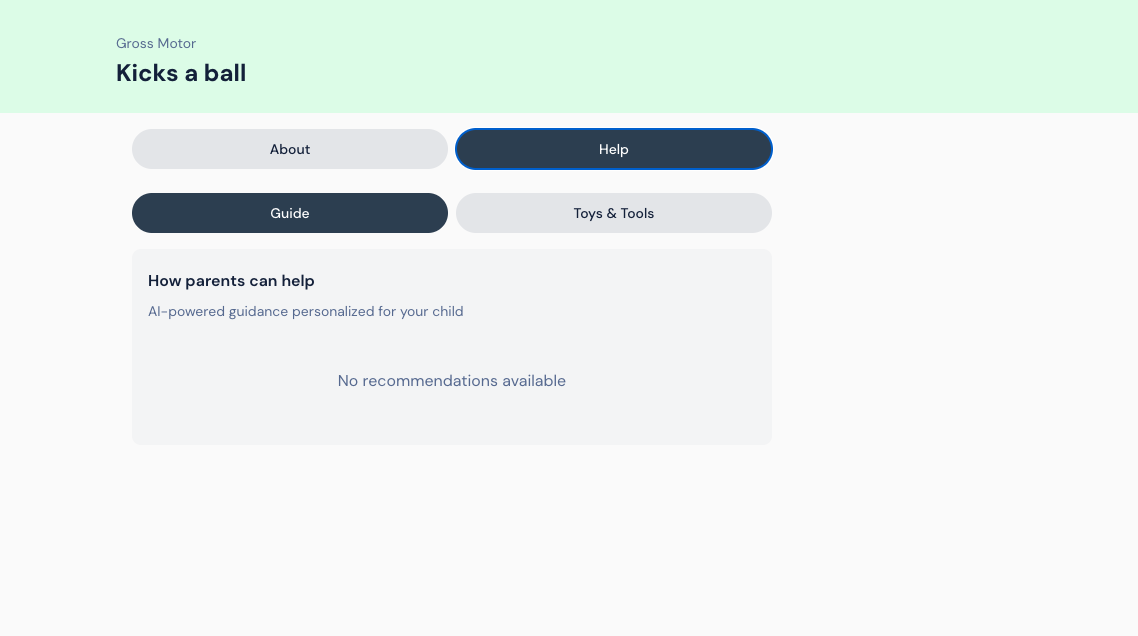 Gross Motor
Kicks a ball
About
Help
Guide
Toys & Tools
How parents can help
AI-powered guidance personalized for your child
No recommendations available